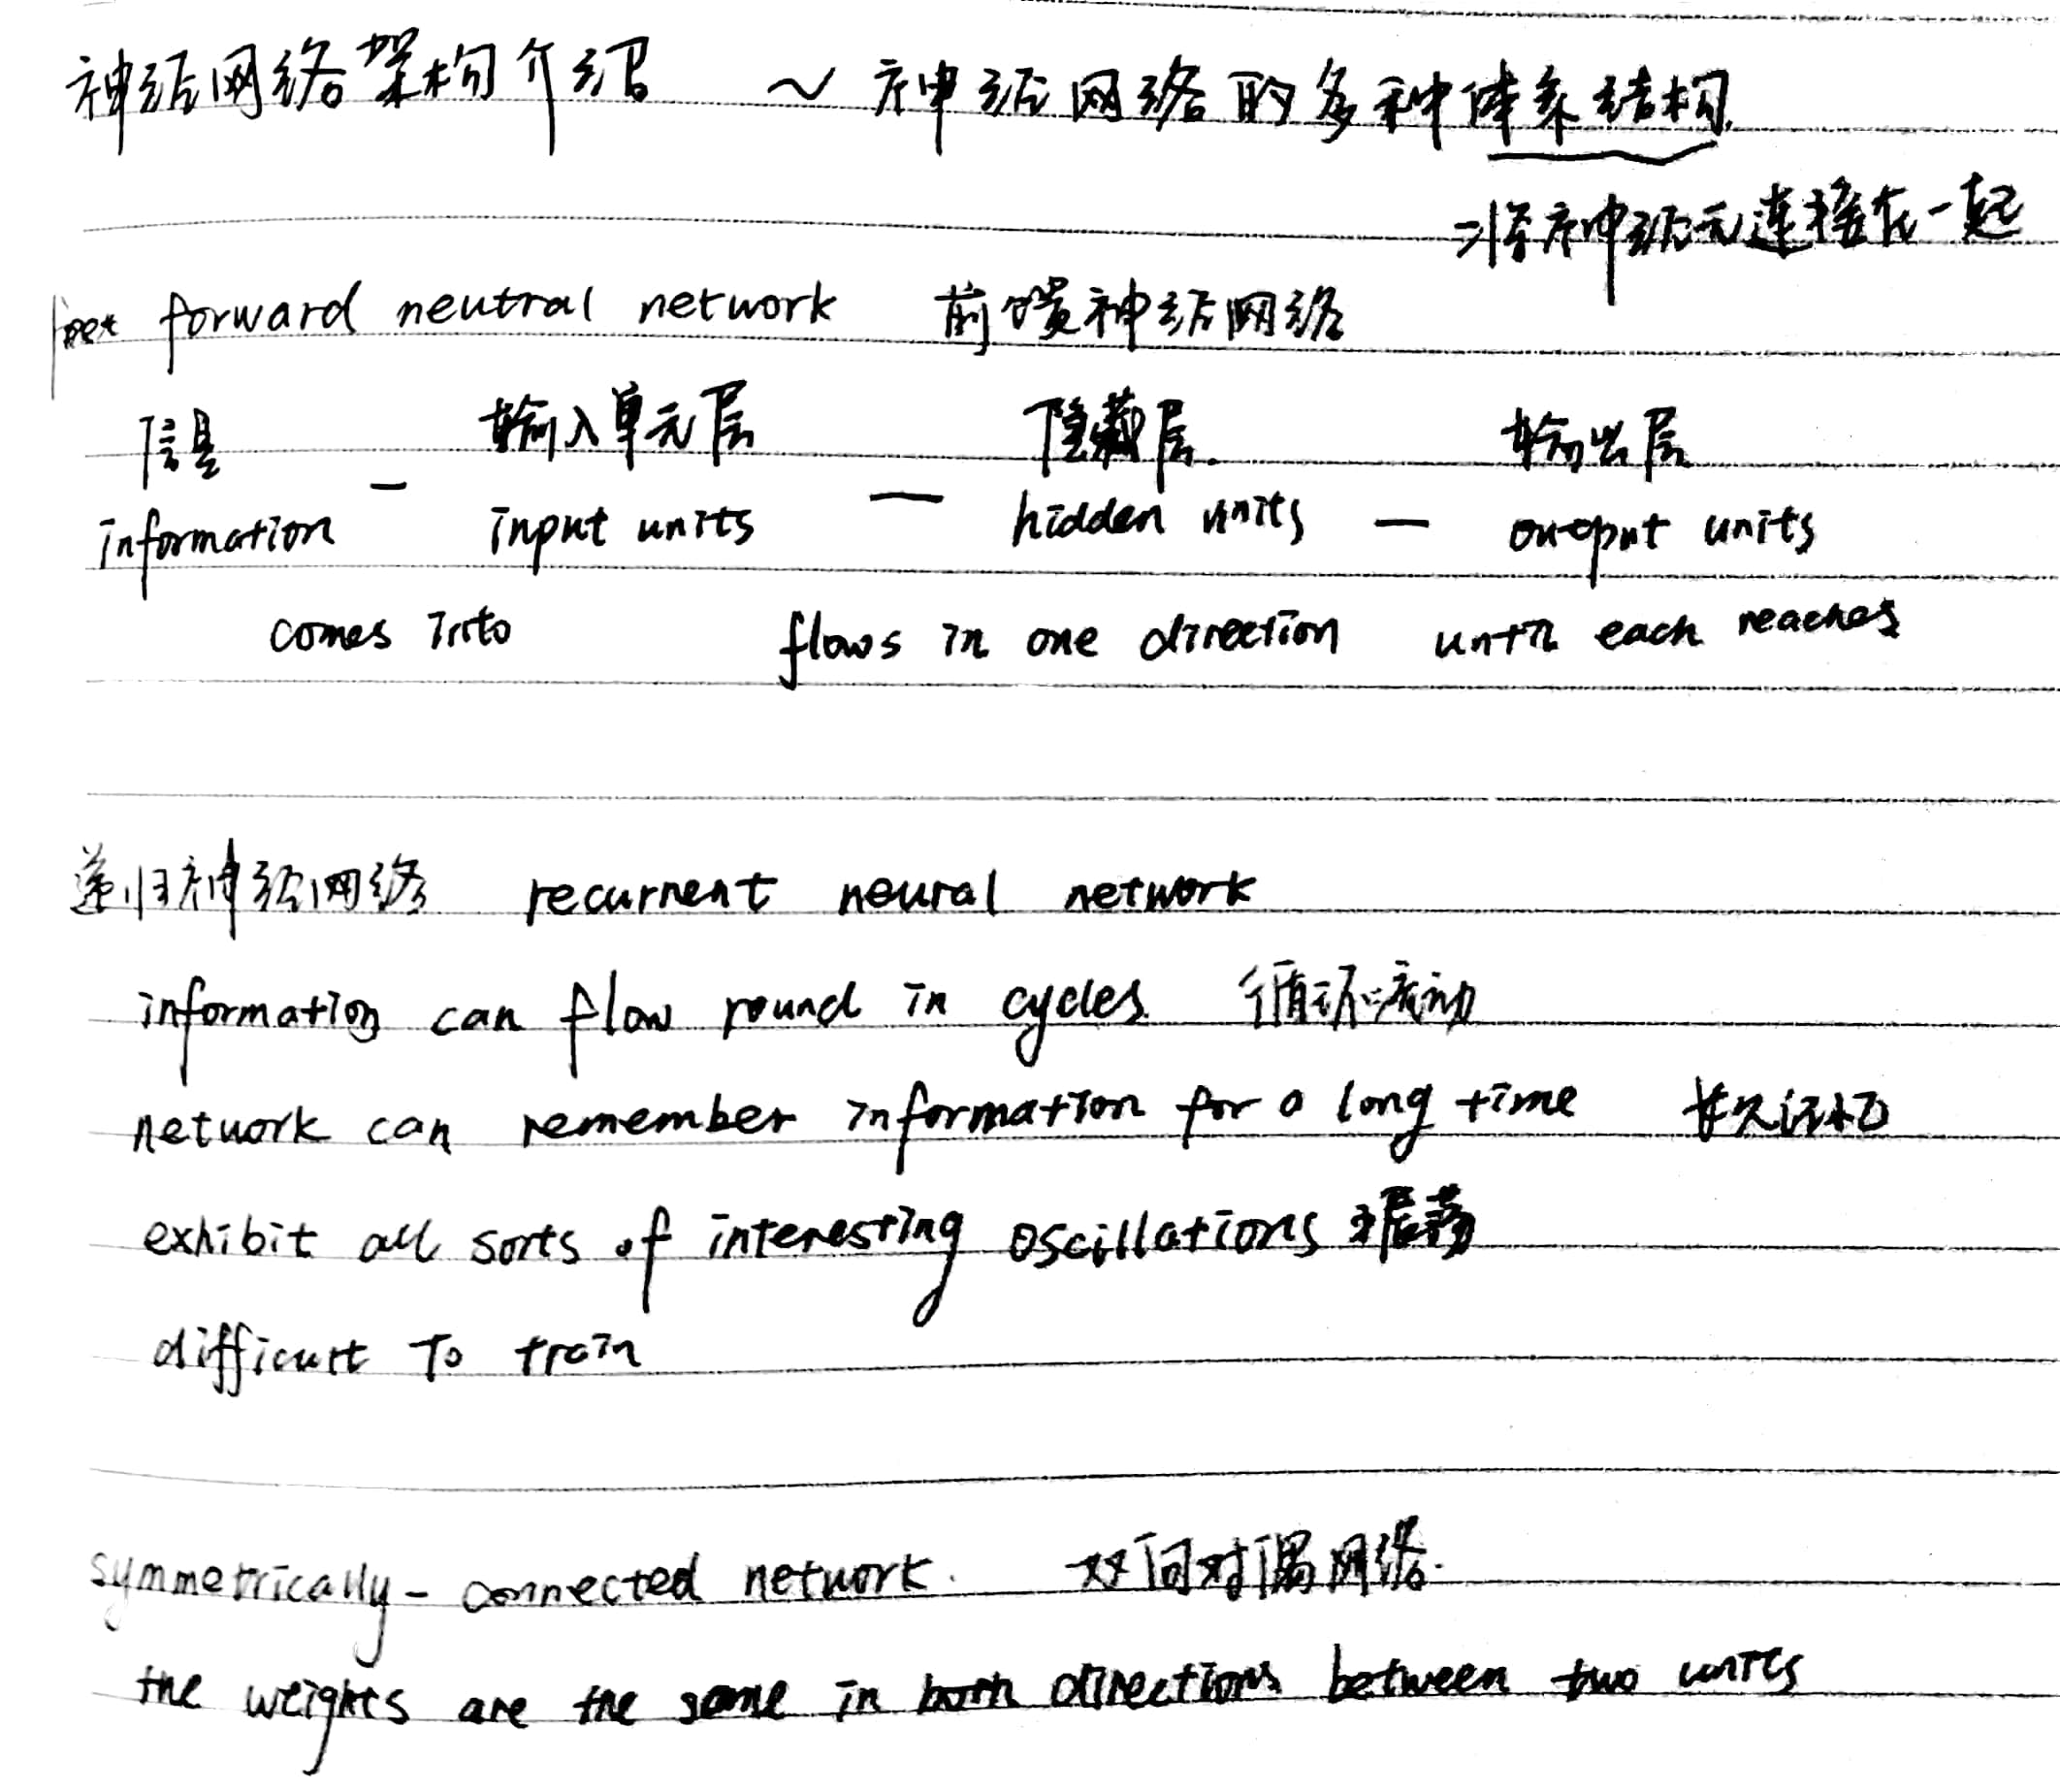 神经网络架构介绍 ~ 神经网络的多种体系结构
=将神经元连接在一起
forward neutral network 前馈神经网络
信息 输入单元层 隐藏层. 输出层
information — input units — hidden units — output units
comes into flows in one direction until each reaches
递归神经网络 recurrent neural network
information can flow round in cycles 循环流动
network can remember information for a long time 长久记忆
exhibit all sorts of interesting oscillations 振荡
difficult to train
symmetrically-connected network. 双向对偶网络.
the weights are the same in both directions between two units